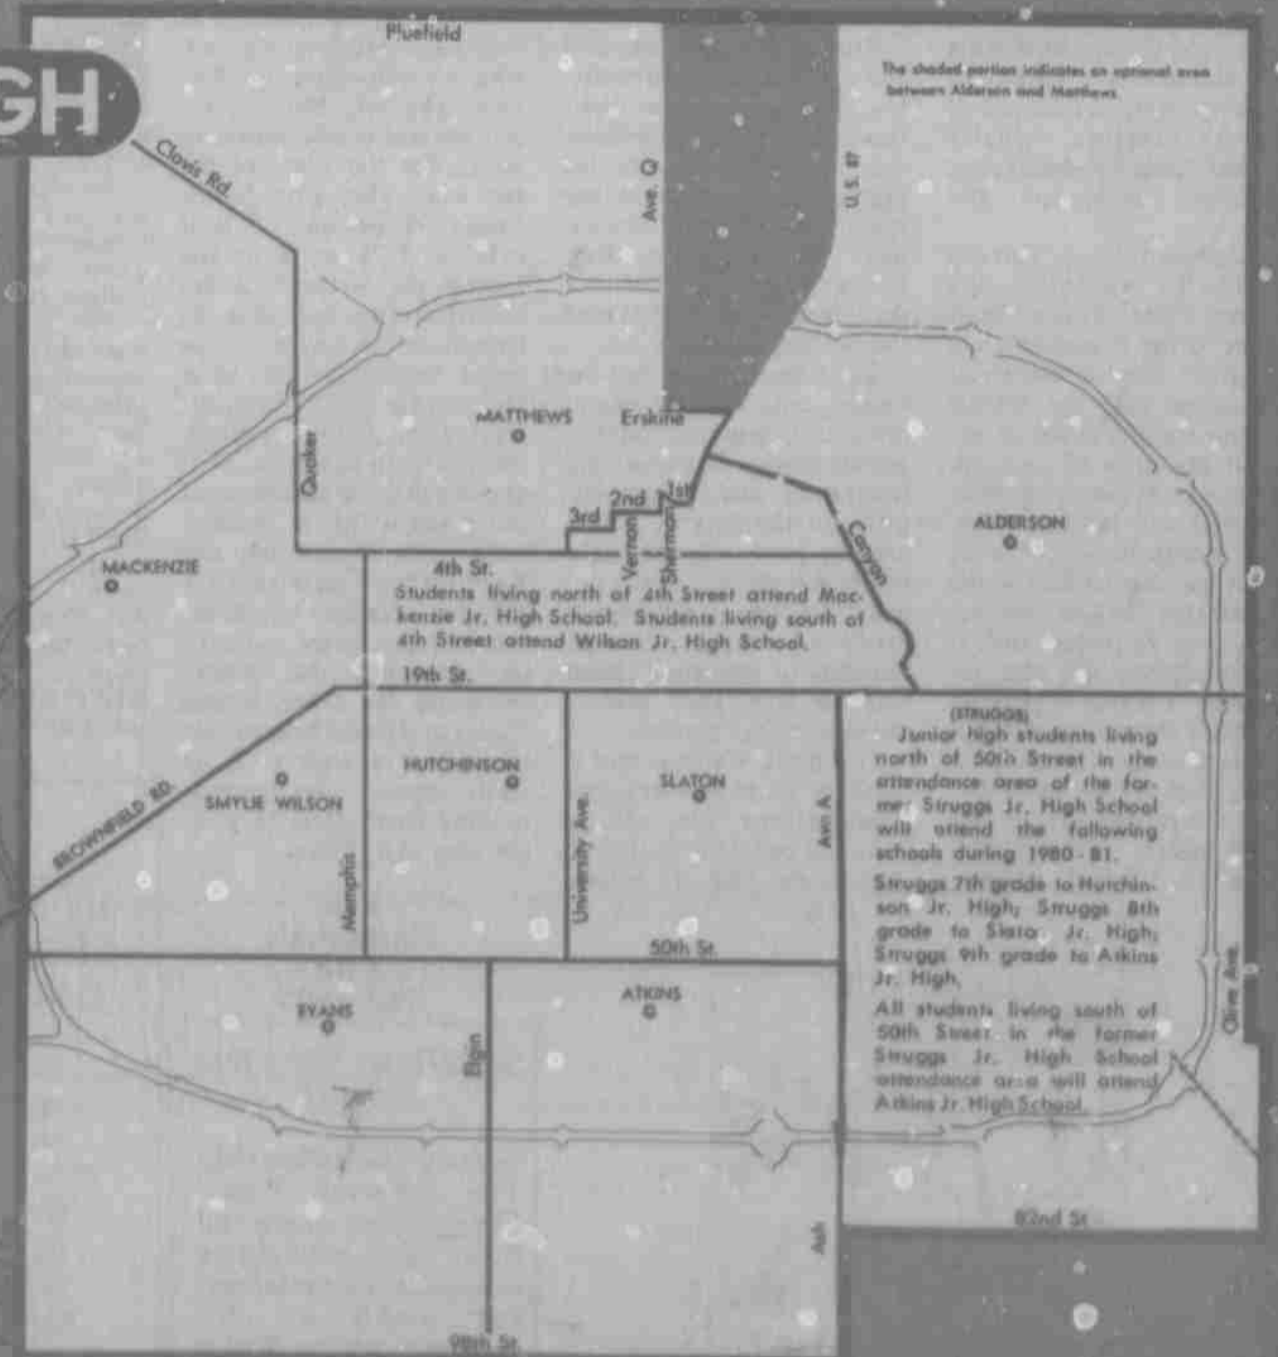 Pluefield
The shaded portion indicates an optional area
between Alderson and Matthews
GH
Clovis Rd.
Ave. Q
U.S. 87
MATTHEWS
Erskine
Quaker
1st
2nd
3rd
Vernon
Sherman
Canyon
ALDERSON
MACKENZIE
4th St.
Students living north of 4th Street attend Mac-
kenzie Jr. High School. Students living south of
4th Street attend Wilson Jr. High School.
19th St.
BROWNFIELD RD.
SMYLIE WILSON
Memphis
HUTCHINSON
University Ave.
SLATON
Ave A
(STRUGGS)
Junior high students living
north of 50th Street in the
attendance area of the for-
mer Struggs Jr. High School
will attend the following
schools during 1980-81.
Struggs 7th grade to Hutchin-
son Jr. High; Struggs 8th
grade to Slato Jr. High;
Struggs 9th grade to Atkins
Jr. High.
All students living south of
50th Street in the former
Struggs Jr. High School
attendance area will attend
Atkins Jr. High School.
50th St.
EVANS
Elgin
ATKINS
Olive Ave.
Ash
82nd St
98th St.